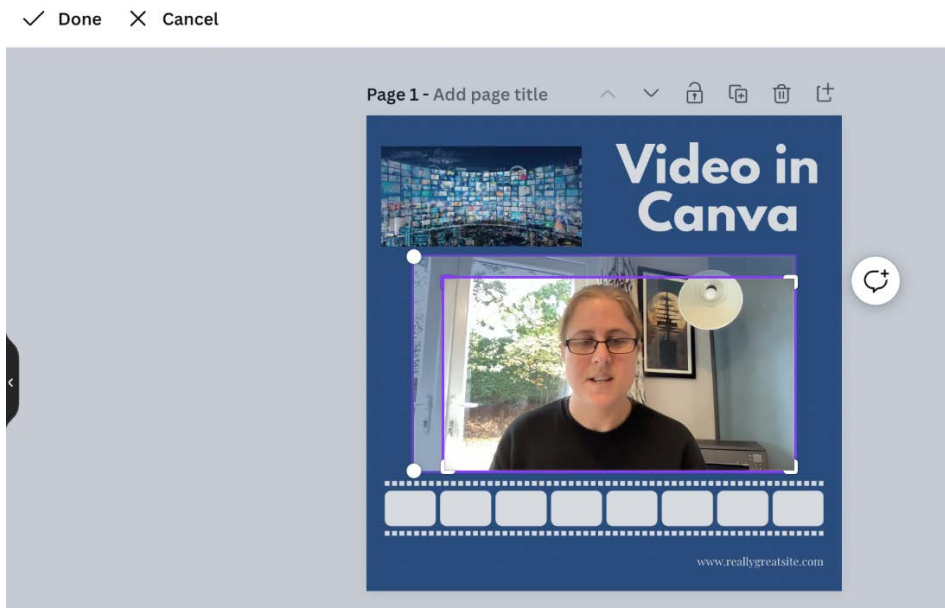 Done Cancel
Page 1 - Add page title
Video in
Canva
www.reallygreatsite.com